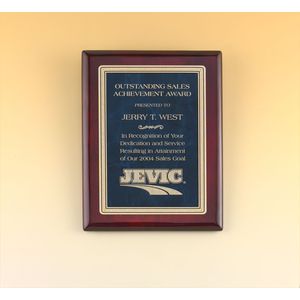 OUTSTANDING SALES
ACHIEVEMENT AWARD
PRESENTED TO
JERRY T. WEST
In Recognition of Your
Dedication and Service
Resulting in Attainment
of Our 2004 Sales Goal
JEVIC